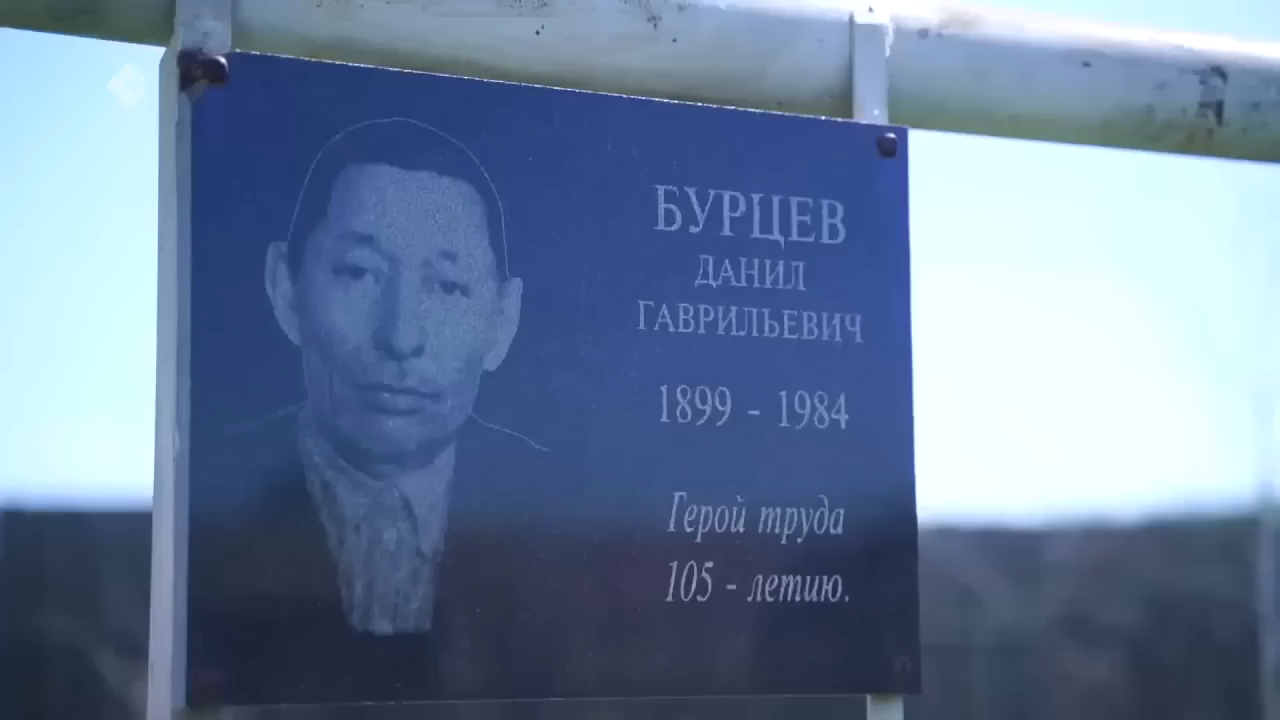 БУРЦЕВ
ДАНИЛ
ГАВРИЛЬЕВИЧ
1899 - 1984
Герой труда
105 - летию.